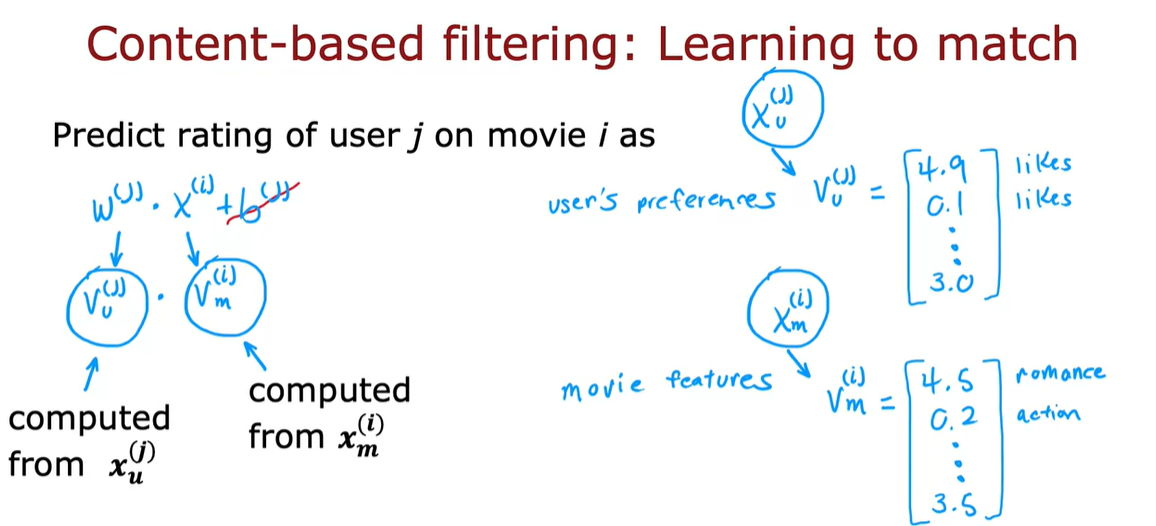 Content-based filtering: Learning to match
Predict rating of user j on movie i as
w^(j) · x^(i) + b^(j)
v_u^(j) · v_m^(i)
computed
from x_u^(j)
computed
from x_m^(i)
x_u^(j)
user's preferences v_u^(j) =
4.9 likes
0.1 likes
⋮
3.0
x_m^(i)
movie features v_m^(i) =
4.5 romance
0.2 action
⋮
3.5